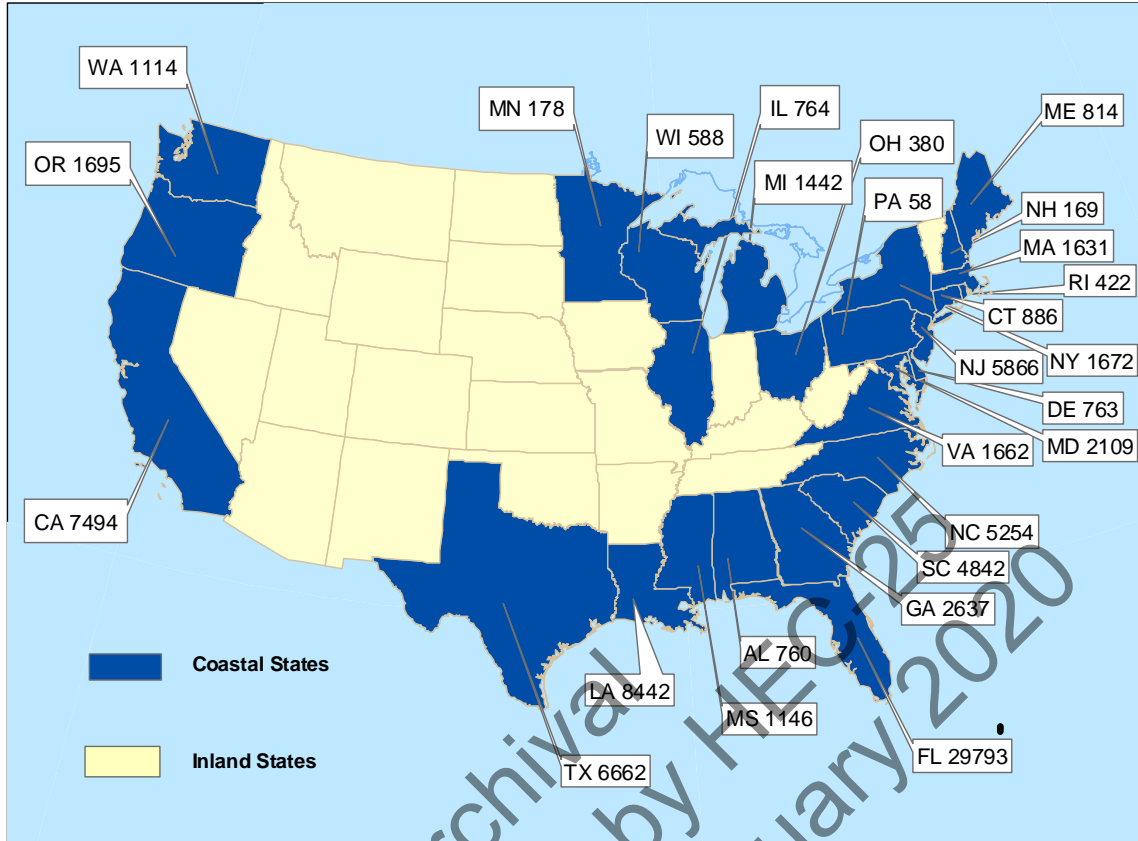 WA 1114
MN 178
IL 764
ME 814
WI 588
OH 380
OR 1695
MI 1442
PA 58
NH 169
MA 1631
RI 422
CT 886
NY 1672
NJ 5866
DE 763
MD 2109
VA 1662
CA 7494
NC 5254
SC 4842
GA 2637
AL 760
Coastal States
LA 8442
MS 1146
FL 29793
Inland States
TX 6662
by HEC-25
2020